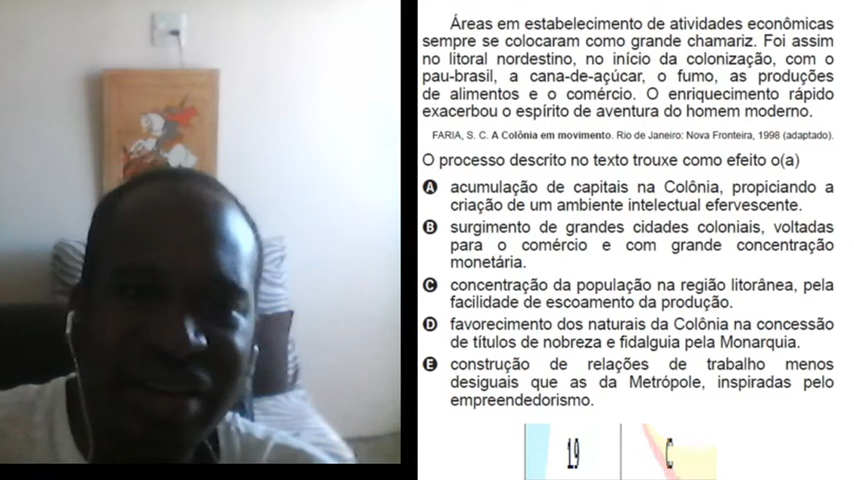 Áreas em estabelecimento de atividades econômicas
sempre se colocaram como grande chamariz. Foi assim
no litoral nordestino, no início da colonização, com o
pau-brasil, a cana-de-açúcar, o fumo, as produções
de alimentos e o comércio. O enriquecimento rápido
exacerbou o espírito de aventura do homem moderno.
FARIA, S. C. A Colônia em movimento. Rio de Janeiro: Nova Fronteira, 1998 (adaptado).
O processo descrito no texto trouxe como efeito o(a)
A acumulação de capitais na Colônia, propiciando a
criação de um ambiente intelectual efervescente.
B surgimento de grandes cidades coloniais, voltadas
para o comércio e com grande concentração
monetária.
C concentração da população na região litorânea, pela
facilidade de escoamento da produção.
D favorecimento dos naturais da Colônia na concessão
de títulos de nobreza e fidalguia pela Monarquia.
E construção de relações de trabalho menos
desiguais que as da Metrópole, inspiradas pelo
empreendedorismo.
19 C